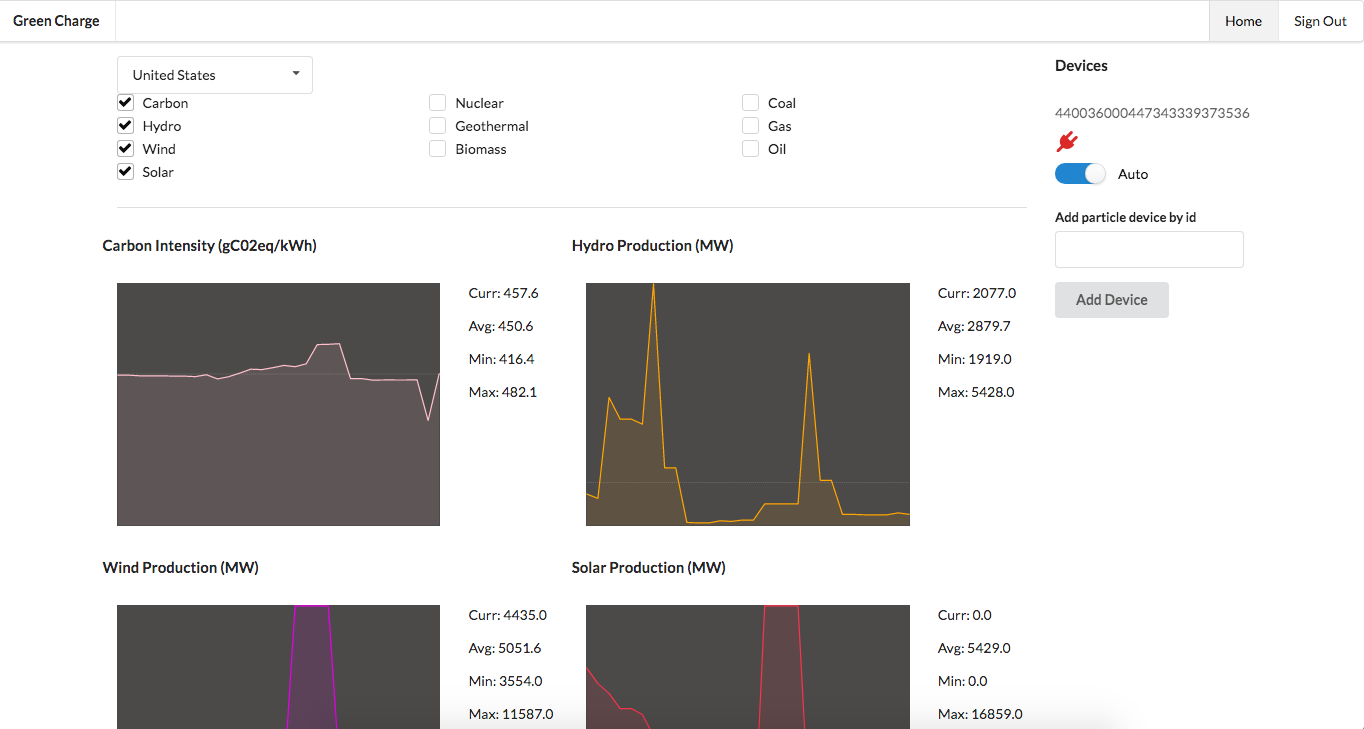 Green Charge
Home
Sign Out
United States
Carbon
Nuclear
Coal
Hydro
Geothermal
Gas
Wind
Biomass
Oil
Solar
Devices
440036000447343339373536
Auto
Add particle device by id
Add Device
Carbon Intensity (gC02eq/kWh)
Curr: 457.6
Avg: 450.6
Min: 416.4
Max: 482.1
Hydro Production (MW)
Curr: 2077.0
Avg: 2879.7
Min: 1919.0
Max: 5428.0
Wind Production (MW)
Curr: 4435.0
Avg: 5051.6
Min: 3554.0
Max: 11587.0
Solar Production (MW)
Curr: 0.0
Avg: 5429.0
Min: 0.0
Max: 16859.0